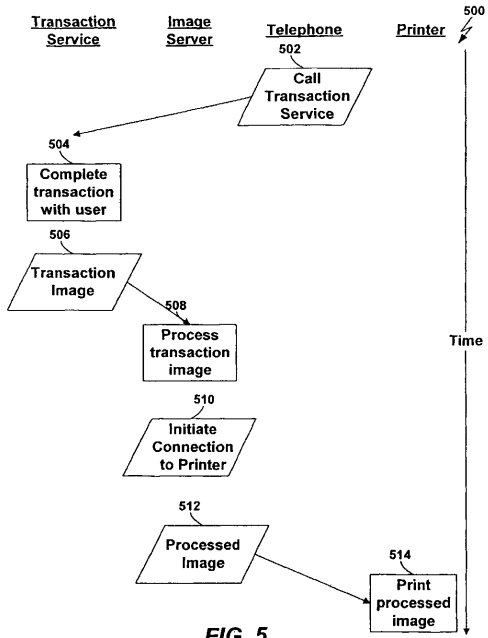 Transaction Service
Image Server
Telephone
Printer
500
502
Call
Transaction
Service
504
Complete
transaction
with user
506
Transaction
Image
508
Process
transaction
image
Time
510
Initiate
Connection
to Printer
512
Processed
Image
514
Print
processed
image
FIG. 5